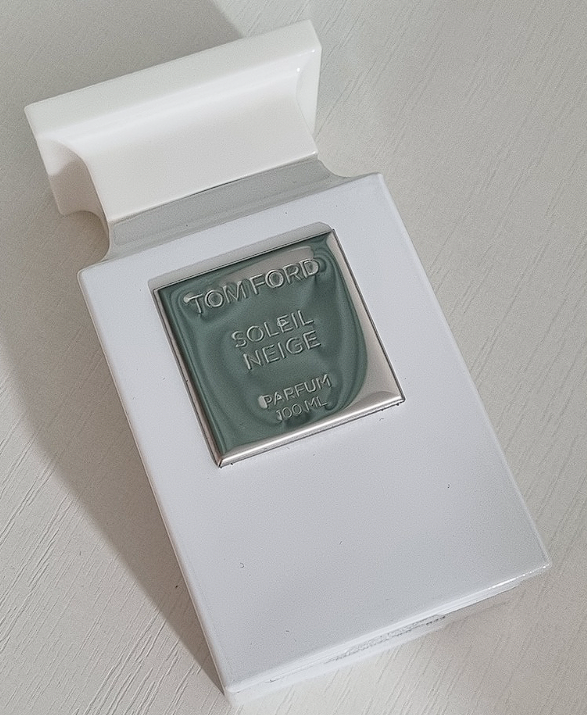 TOM FORD
SOLEIL
NEIGE
PARFUM
100 ML